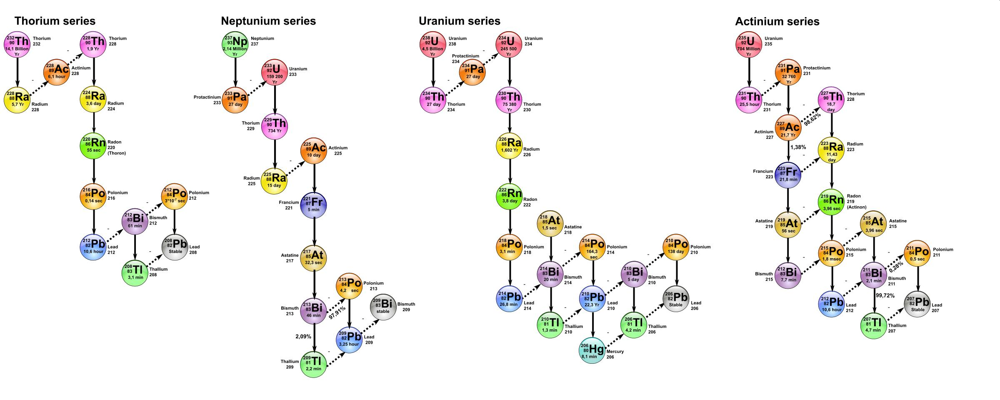 Thorium series
232
90 Th
14,1 Billion
Yr
Thorium
232
228
90 Th
1,9 Yr
Thorium
228
-
228
89 Ac
6,1 hour
Actinium
228
-
228
88 Ra
5,7 Yr
Radium
228
224
88 Ra
3,6 day
Radium
224
220
86 Rn
55 sec
Radon
220
(Thoron)
216
84 Po
0,14 sec
Polonium
216
212
84 Po
3*10-7 sec
Polonium
212
-
212
83 Bi
61 min
Bismuth
212
-
212
82 Pb
10,6 hour
Lead
212
208
82 Pb
Stable
Lead
208
-
208
83 Tl
3,1 min
Thallium
208
Neptunium series
237
93 Np
2,14 Million
Yr
Neptunium
237
233
92 U
159 200
Yr
Uranium
233
-
Protactinium
233
233
91 Pa
27 day
Thorium
229
229
90 Th
734 Yr
225
89 Ac
10 day
Actinium
225
-
Radium
225
225
88 Ra
15 day
Francium
221
221
87 Fr
5 min
Astatine
217
217
85 At
32,3 sec
213
84 Po
4,2 sec
Polonium
213
-
97,91%
Bismuth
213
213
83 Bi
46 min
209
83 Bi
stable
Bismuth
209
-
2,09%
209
82 Pb
3,25 hour
Lead
209
-
Thallium
209
209
81 Tl
2,2 min
Uranium series
238
92 U
4,5 Billion
Yr
Uranium
238
234
92 U
245 500
Yr
Uranium
234
-
Protactinium
234
234
91 Pa
27 day
-
234
90 Th
27 day
Thorium
234
230
90 Th
75 380
Yr
Thorium
230
226
88 Ra
1,602 Yr
Radium
226
222
86 Rn
3,8 day
Radon
222
218
85 At
1,5 sec
Astatine
218
218
84 Po
3,1 min
Polonium
218
214
84 Po
164,3
sec
Polonium
214
-
210
84 Po
138 day
Polonium
210
-
214
83 Bi
20 min
Bismuth
214
-
210
83 Bi
5 day
Bismuth
210
-
214
82 Pb
26,8 min
Lead
214
210
82 Pb
22,3 Yr
Lead
210
206
82 Pb
Stable
Lead
206
-
-
210
81 Tl
1,3 min
Thallium
210
206
81 Tl
4,2 min
Thallium
206
-
206
80 Hg
8,1 min
Mercury
206
Actinium series
235
92 U
704 Million
Yr
Uranium
235
231
91 Pa
32 760
Yr
Protactinium
231
-
231
90 Th
25,5 hour
Thorium
231
227
90 Th
18,7
day
Thorium
228
-
98,62%
Actinium
227
227
89 Ac
21,7 Yr
1,38%
223
88 Ra
11,43
day
Radium
223
-
Francium
223
223
87 Fr
21,8 min
219
86 Rn
3,96 sec
Radon
219
(Actinon)
-
Astatine
219
219
85 At
56 sec
215
85 At
3,96 sec
Astatine
215
-
215
84 Po
1,8 msec
Polonium
215
-
211
84 Po
0,5 sec
Polonium
211
-
0,28%
Bismuth
215
212
83 Bi
7,7 min
211
83 Bi
2,1 min
Bismuth
211
-
99,72%
212
82 Pb
10,6 hour
Lead
212
207
82 Pb
Stable
Lead
207
-
207
81 Tl
4,7 min
Thallium
207